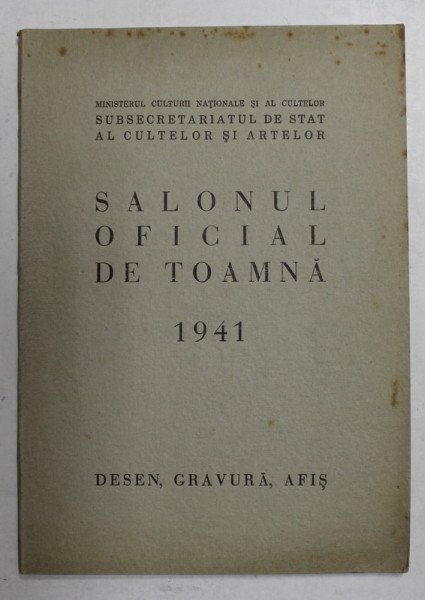 MINISTERUL CULTURII NAȚIONALE ȘI AL CULTELOR
SUBSECRETARIATUL DE STAT
AL CULTELOR ȘI ARTELOR
SALONUL
OFICIAL
DE TOAMNĂ
1941
DESEN, GRAVURĂ, AFIȘ